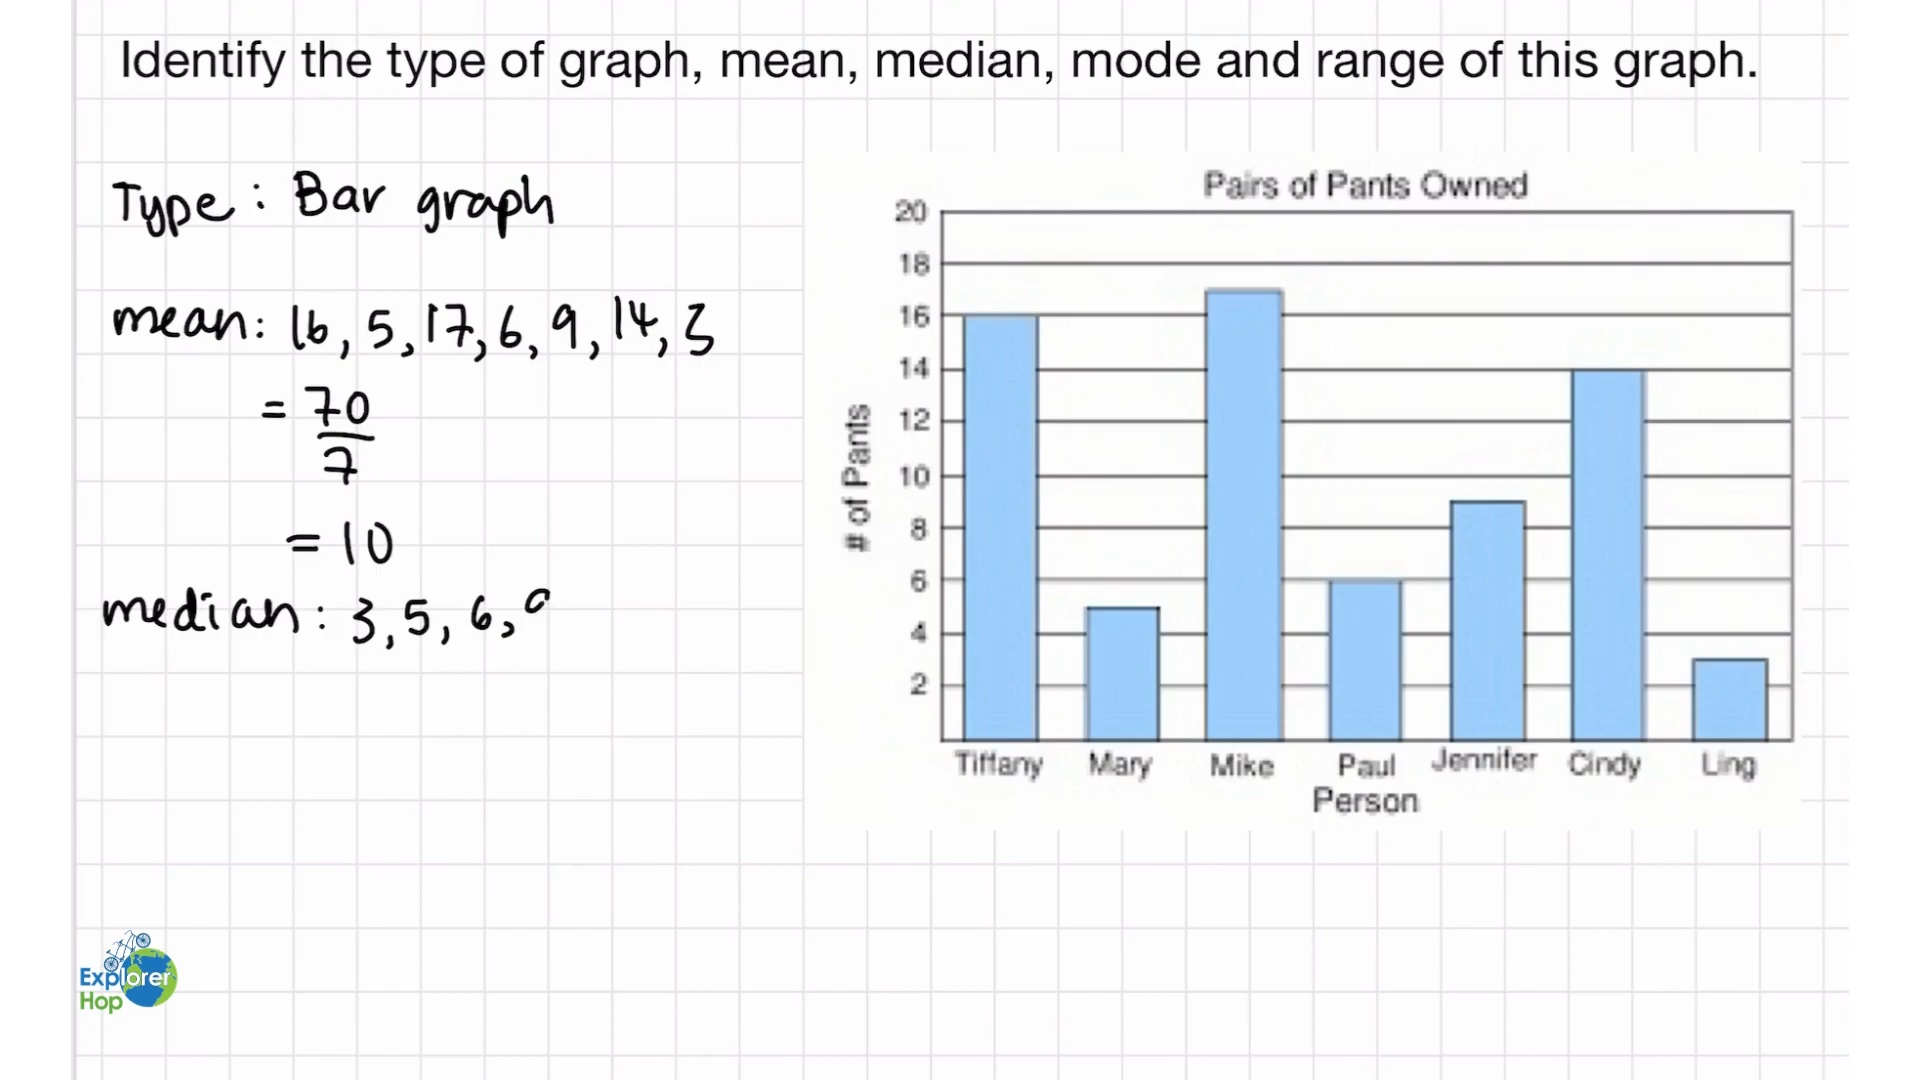 Identify the type of graph, mean, median, mode and range of this graph.
Type: Bar graph
mean: 16, 5, 17, 6, 9, 14, 3
= 70
7
= 10
median: 3, 5, 6,
Pairs of Pants Owned
20
18
16
14
12
10
8
6
4
2
# of Pants
Tiffany Mary Mike Paul Jennifer Cindy Ling
Person
Explorer
Hop